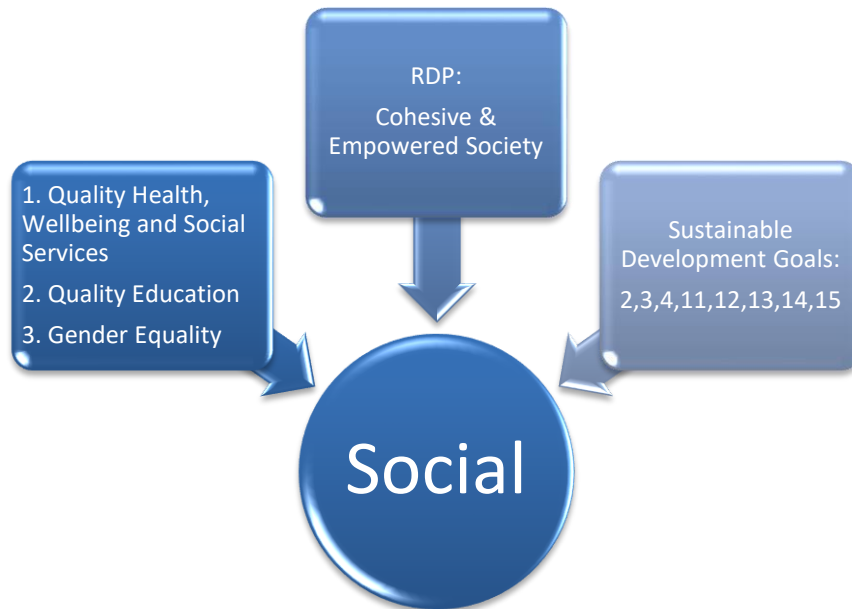 RDP:
Cohesive &
Empowered Society
1. Quality Health,
Wellbeing and Social
Services
2. Quality Education
3. Gender Equality
Sustainable
Development Goals:
2,3,4,11,12,13,14,15
Social